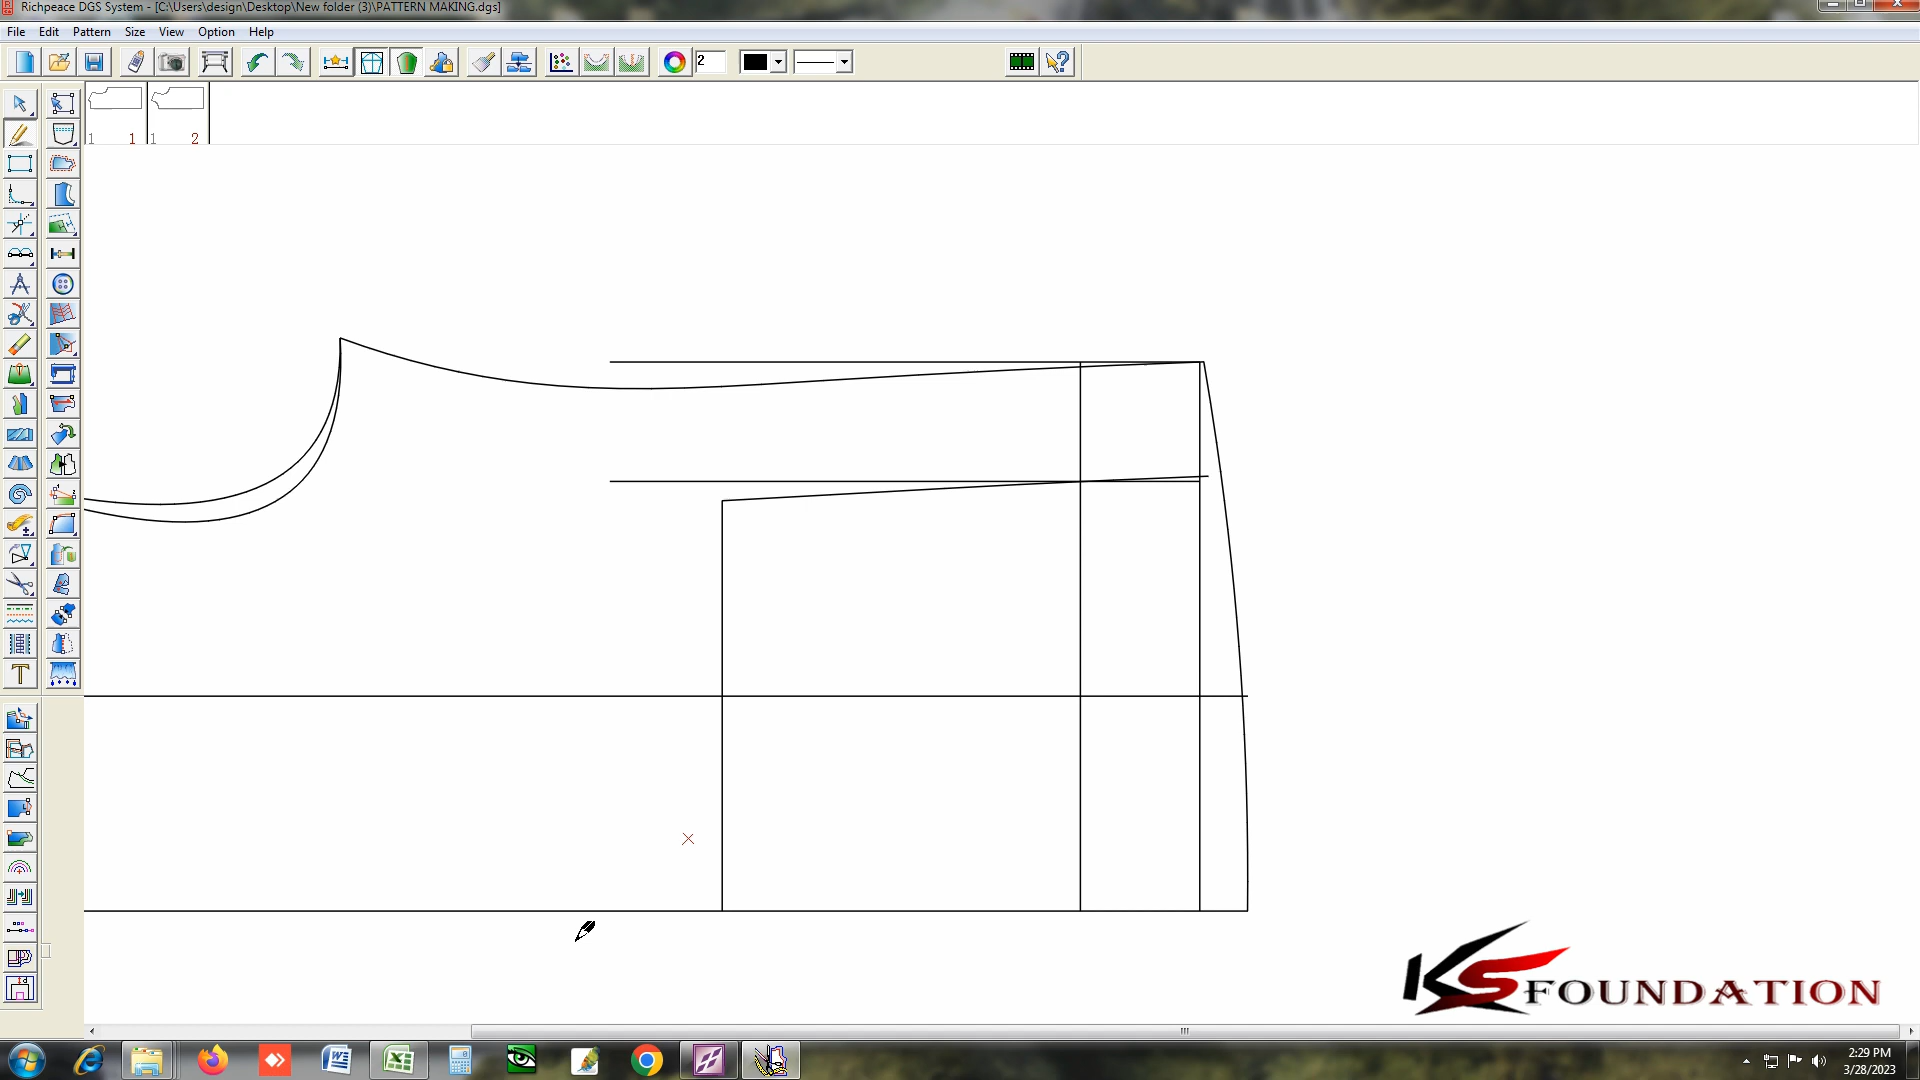 Richpeace DGS System - [C:\Users\design\Desktop\New folder (3)\PATTERN MAKING.dgs]
File Edit Pattern Size View Option Help
2
1 1 1 2
T
KS FOUNDATION
2:29 PM
3/28/2023